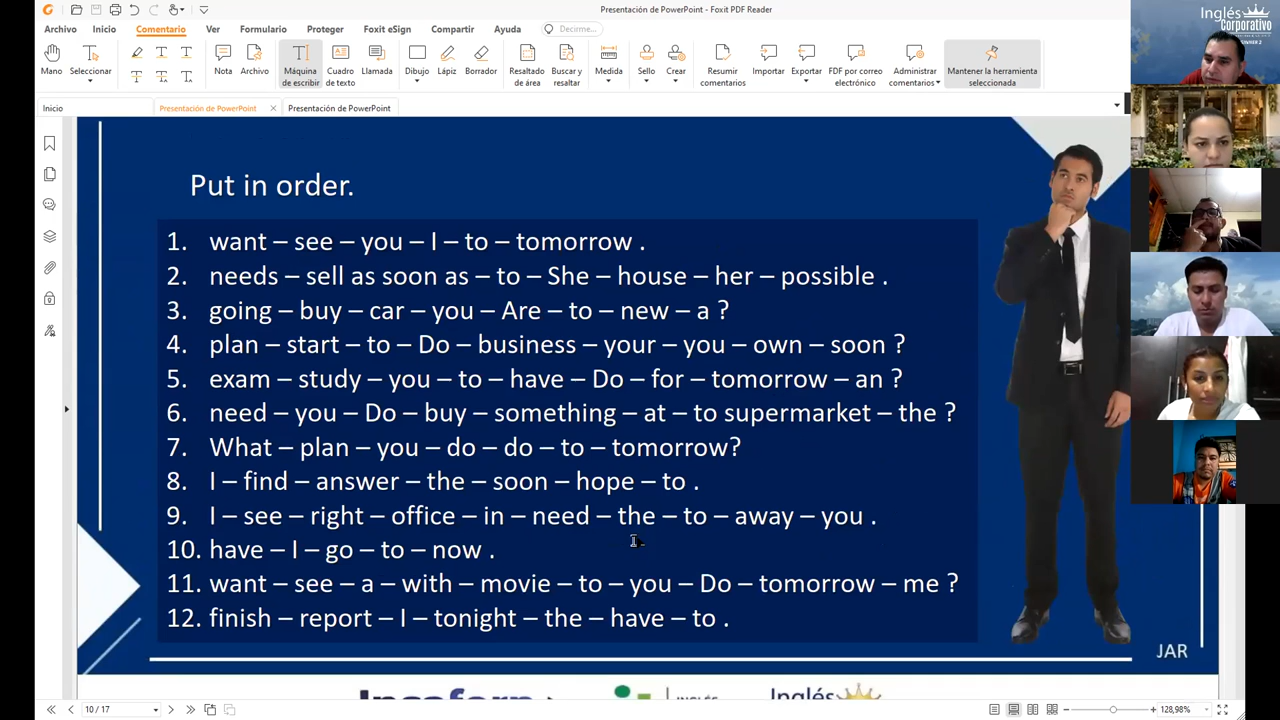 Presentación de PowerPoint - Foxit PDF Reader
Archivo Inicio Comentario Ver Formulario Proteger Foxit eSign Compartir Ayuda Decirme...
Mano Seleccionar Nota Archivo Máquina de escribir Cuadro de texto Llamada Dibujo Lápiz Borrador Resaltado de área Buscar y resaltar Medida Sello Crear Resumir comentarios Importar Exportar FDF por correo electrónico Administrar comentarios Mantener la herramienta seleccionada
Inicio Presentación de PowerPoint Presentación de PowerPoint
Inglés
Corporativo
Put in order.
1. want – see – you – I – to – tomorrow .
2. needs – sell as soon as – to – She – house – her – possible .
3. going – buy – car – you – Are – to – new – a ?
4. plan – start – to – Do – business – your – you – own – soon ?
5. exam – study – you – to – have – Do – for – tomorrow – an ?
6. need – you – Do – buy – something – at – to supermarket – the ?
7. What – plan – you – do – do – to – tomorrow?
8. I – find – answer – the – soon – hope – to .
9. I – see – right – office – in – need – the – to – away – you .
10. have – I – go – to – now .
11. want – see – a – with – movie – to – you – Do – tomorrow – me ?
12. finish – report – I – tonight – the – have – to .
JAR
INGLÉS
Inglés
10 / 17
128,98%